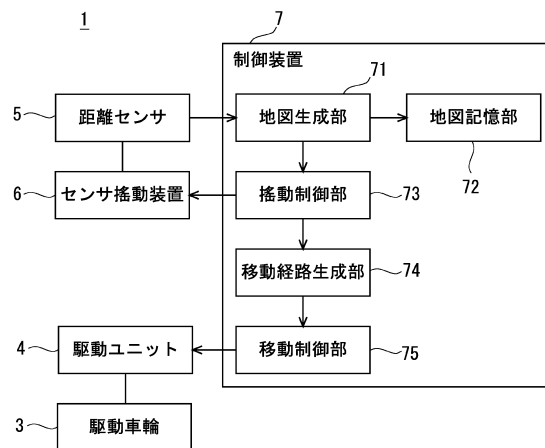 1
7
制御装置
71
5
距離センサ
地図生成部
地図記憶部
72
6
センサ揺動装置
揺動制御部
73
移動経路生成部
74
4
駆動ユニット
移動制御部
75
3
駆動車輪